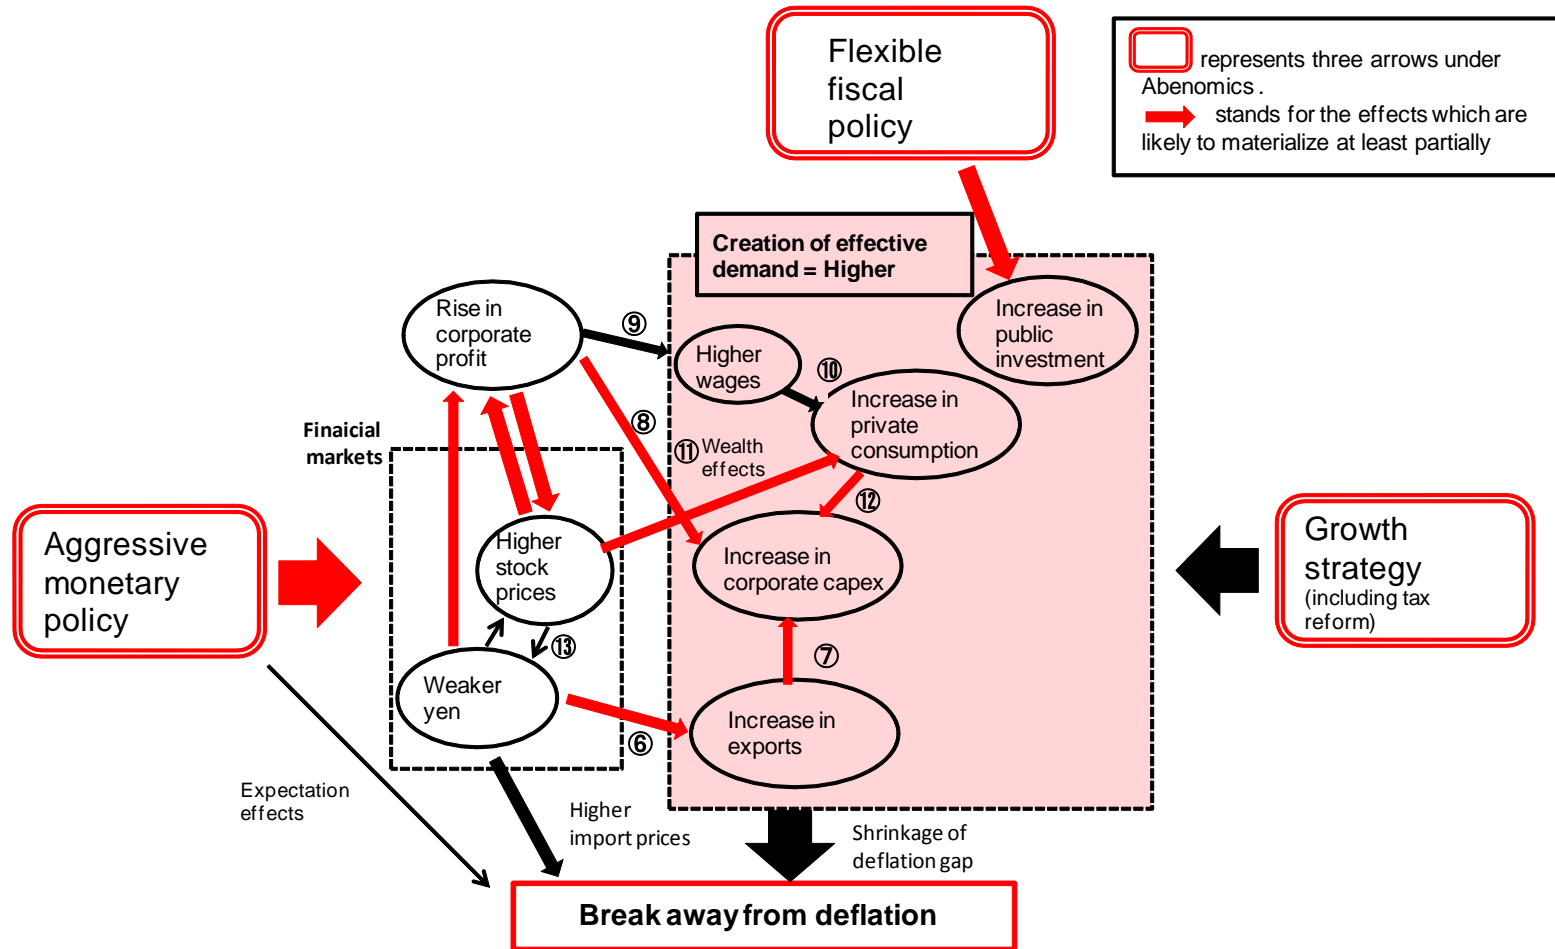 Flexible
fiscal
policy
represents three arrows under
Abenomics .
stands for the effects which are
likely to materialize at least partially
Creation of effective
demand = Higher
Rise in
corporate
profit
⑨
Higher
wages
⑩
Increase in
public
investment
Increase in
private
consumption
⑧
⑪ Wealth
effects
Finaicial
markets
⑫
Aggressive
monetary
policy
Higher
stock
prices
Increase in
corporate capex
Growth
strategy
(including tax
reform)
⑬
⑦
Weaker
yen
⑥
Increase in
exports
Expectation
effects
Higher
import prices
Shrinkage of
deflation gap
Break away from deflation